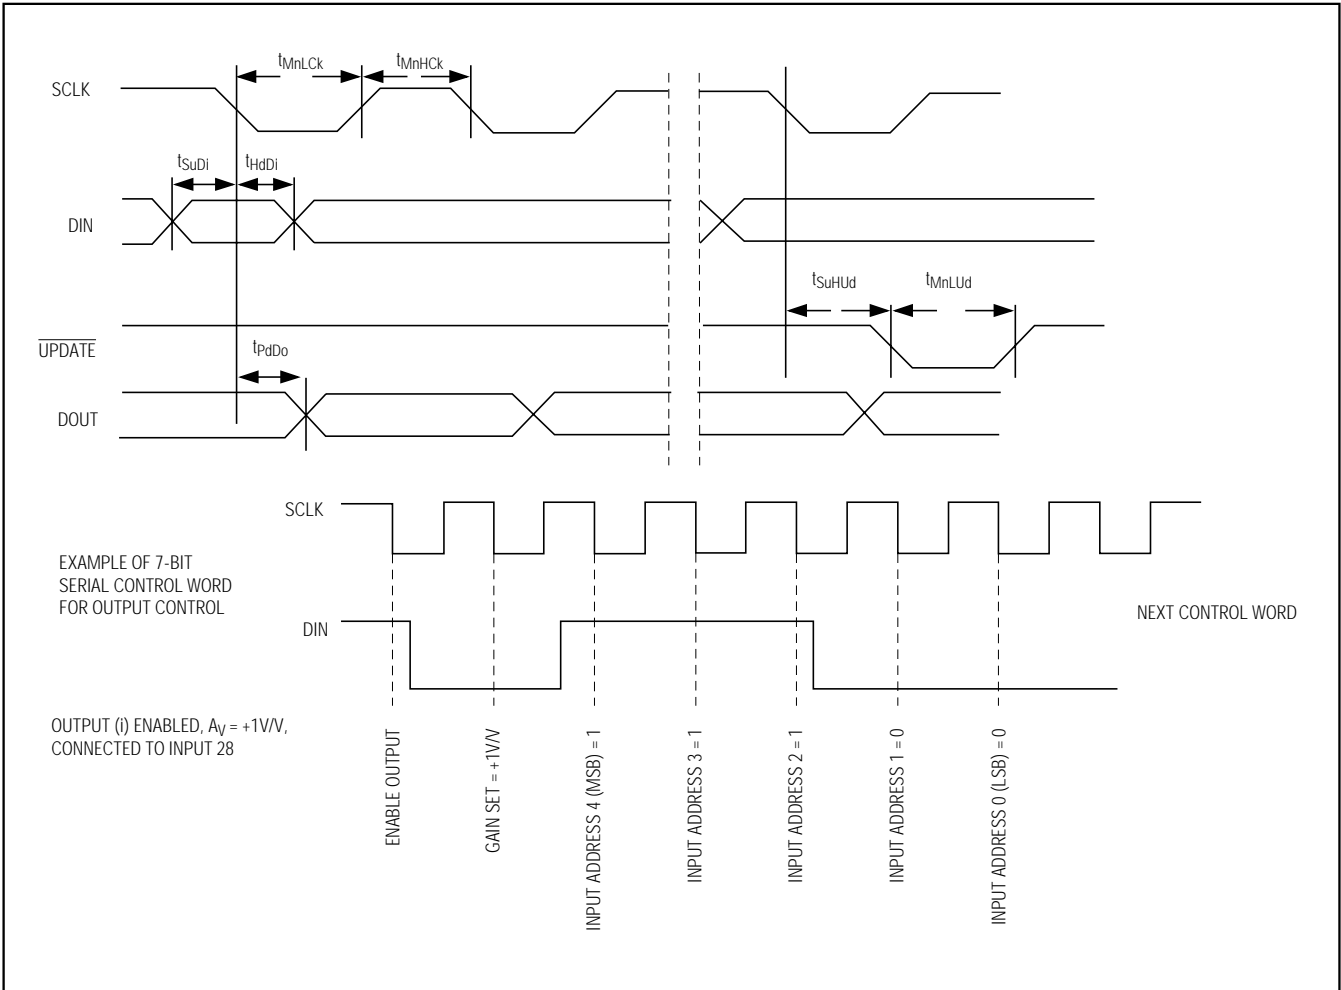 tMnLCk
tMnHCk
SCLK
tSuDi
tHdDi
DIN
tSuHUd
tMnLUd
UPDATE
tPdDo
DOUT
SCLK
EXAMPLE OF 7-BIT
SERIAL CONTROL WORD
FOR OUTPUT CONTROL
NEXT CONTROL WORD
DIN
OUTPUT (i) ENABLED, AV = +1V/V,
CONNECTED TO INPUT 28
ENABLE OUTPUT
GAIN SET = +1V/V
INPUT ADDRESS 4 (MSB) = 1
INPUT ADDRESS 3 = 1
INPUT ADDRESS 2 = 1
INPUT ADDRESS 1 = 0
INPUT ADDRESS 0 (LSB) = 0